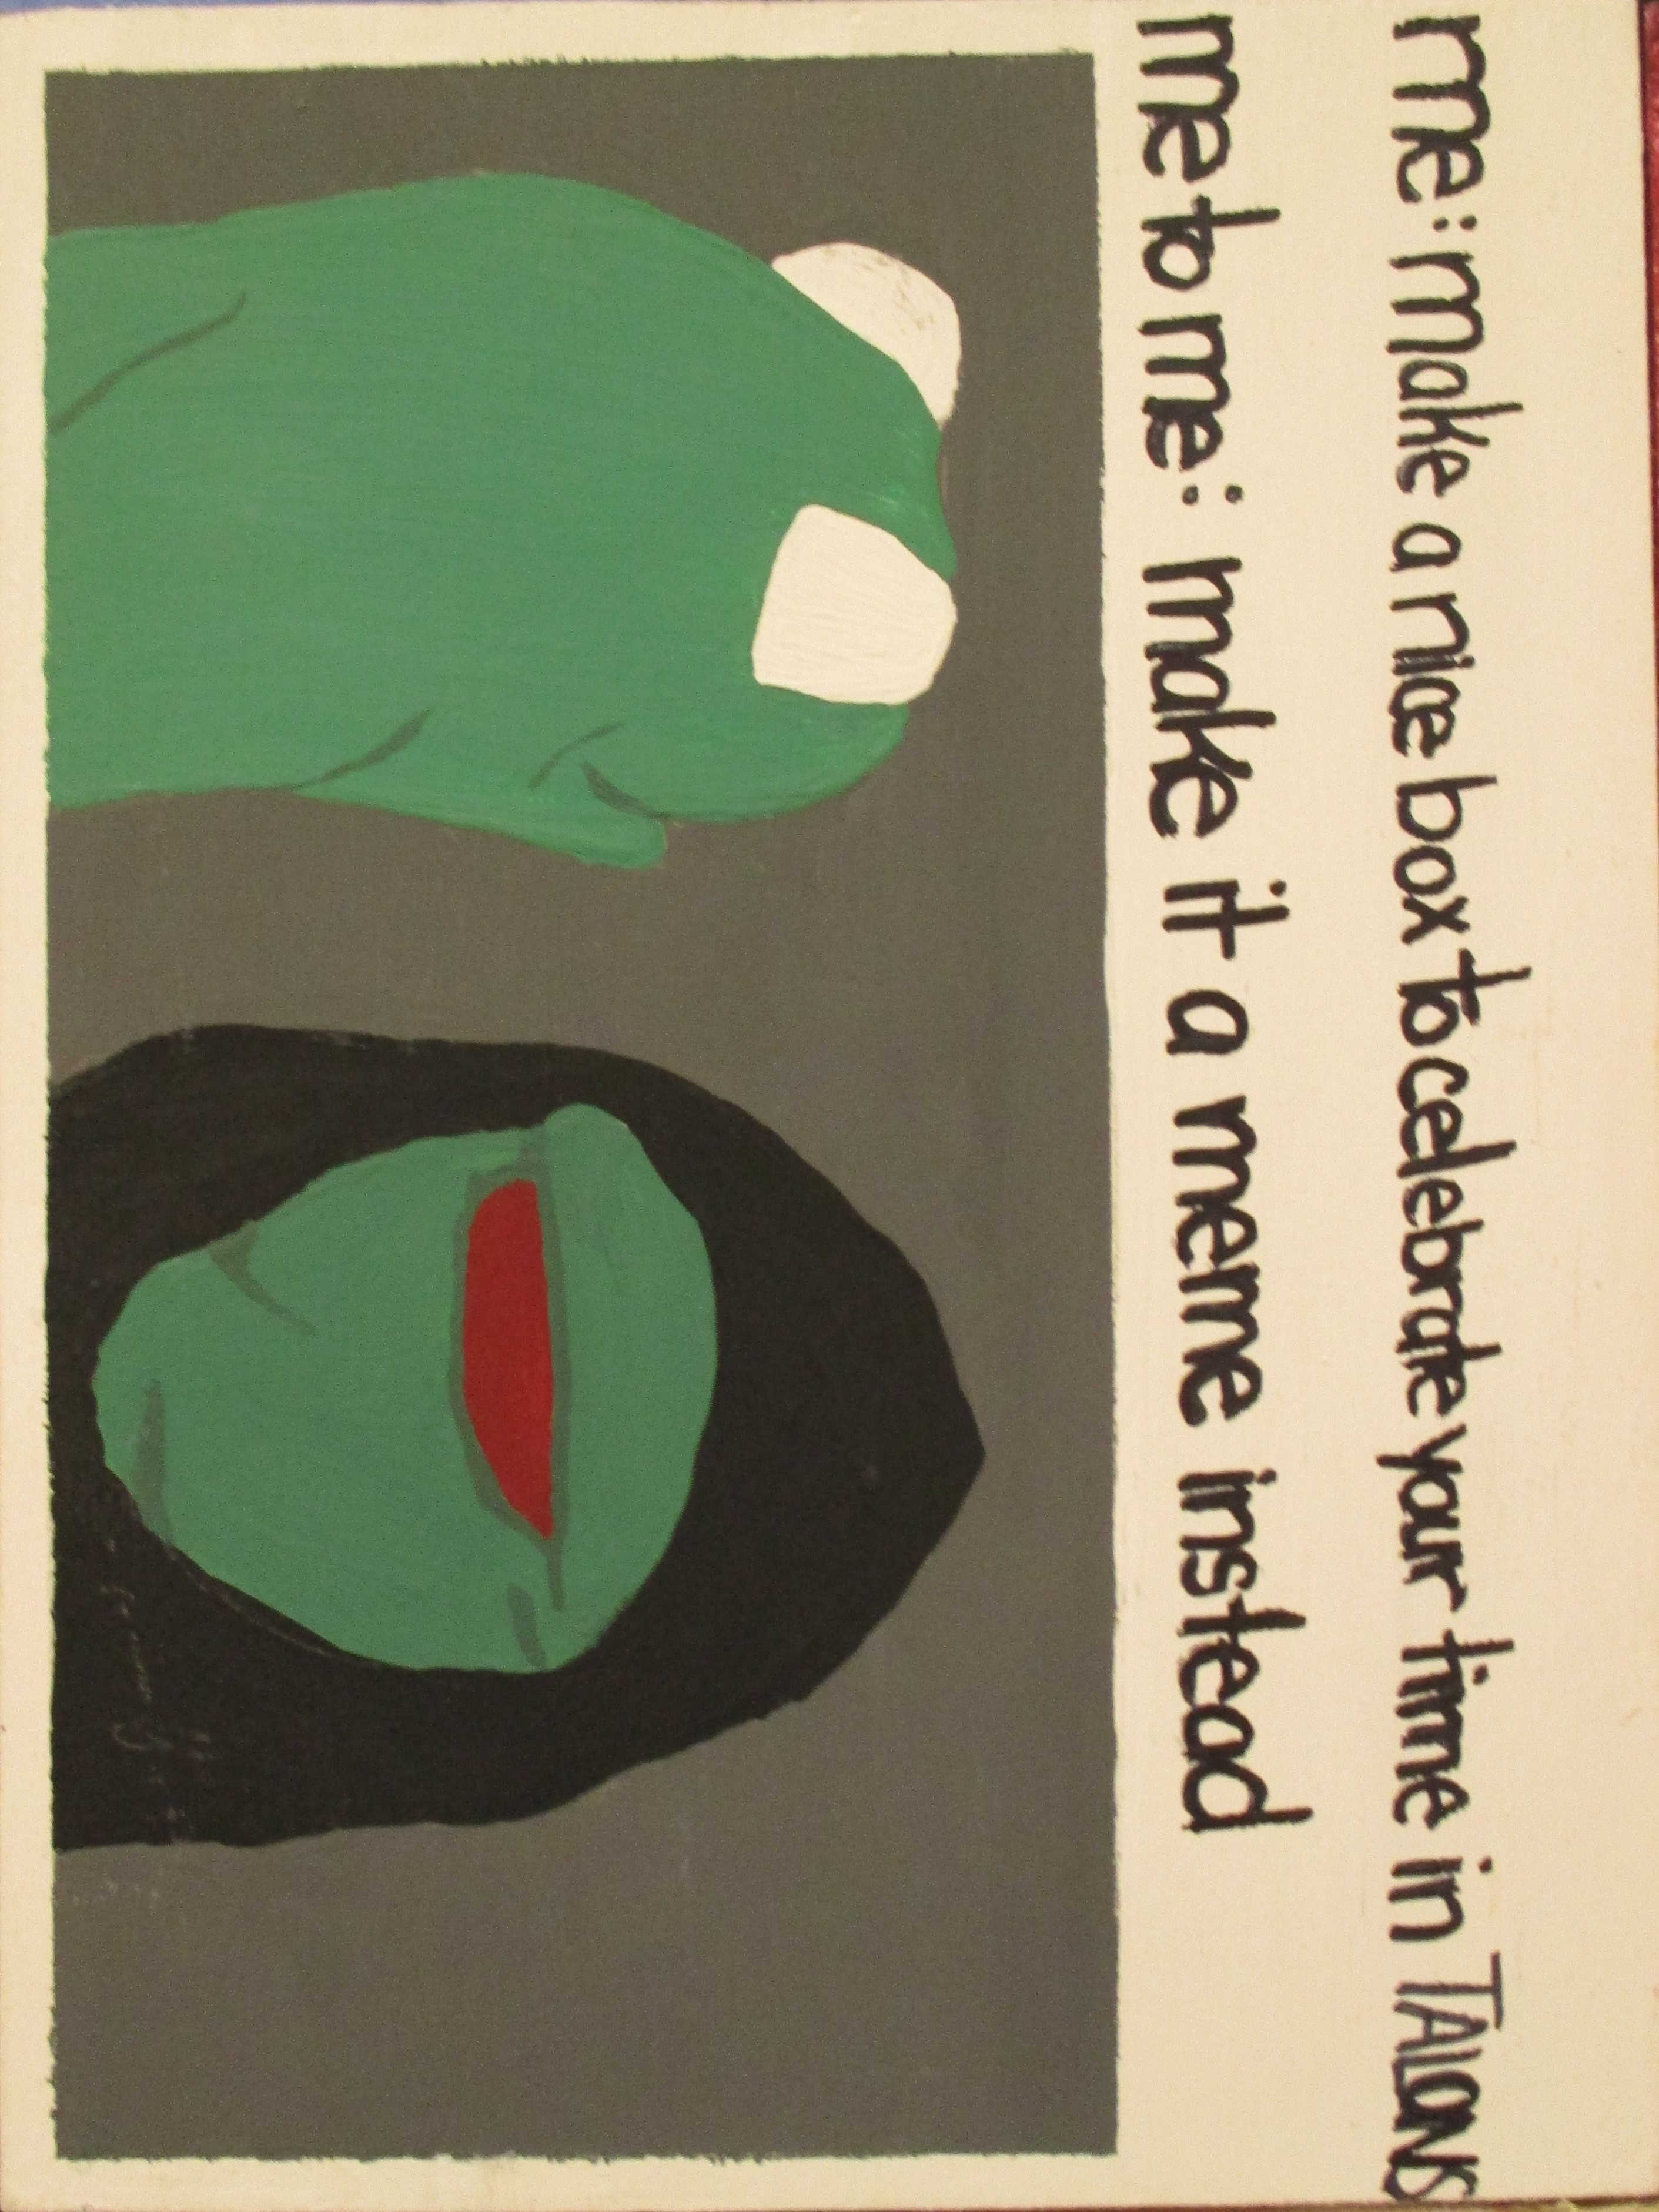 me: make a nice box to celebrate your time in TALONS
me to me: make it a meme instead